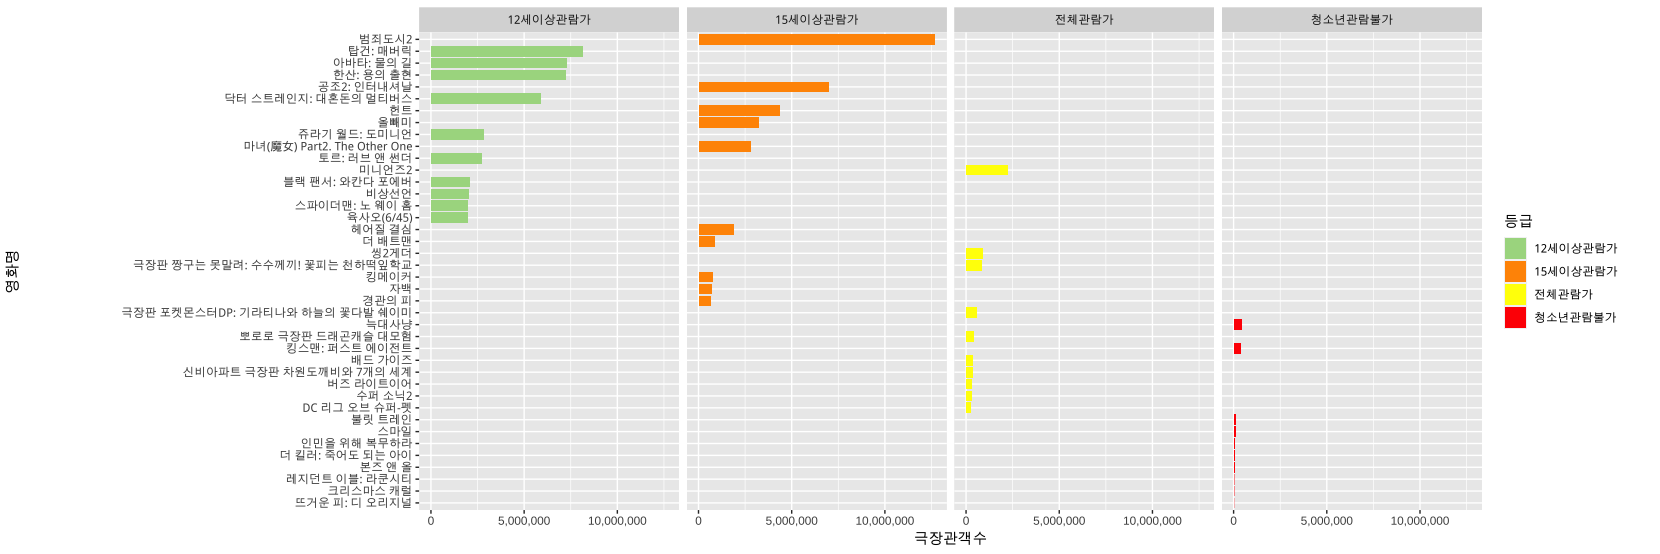 12세이상관람가
15세이상관람가
전체관람가
청소년관람불가
영화명
범죄도시2
탑건: 매버릭
아바타: 물의 길
한산: 용의 출현
공조2: 인터내셔날
닥터 스트레인지: 대혼돈의 멀티버스
헌트
올빼미
쥬라기 월드: 도미니언
마녀(魔女) Part2. The Other One
토르: 러브 앤 썬더
미니언즈2
블랙 팬서: 와칸다 포에버
비상선언
스파이더맨: 노 웨이 홈
육사오(6/45)
헤어질 결심
더 배트맨
씽2게더
극장판 짱구는 못말려: 수수께끼! 꽃피는 천하떡잎학교
킹메이커
자백
경관의 피
극장판 포켓몬스터DP: 기라티나와 하늘의 꽃다발 쉐이미
늑대사냥
뽀로로 극장판 드래곤캐슬 대모험
킹스맨: 퍼스트 에이전트
배드 가이즈
신비아파트 극장판 차원도깨비와 7개의 세계
버즈 라이트이어
수퍼 소닉2
DC 리그 오브 슈퍼-펫
불릿 트레인
스마일
인민을 위해 복무하라
더 킬러: 죽어도 되는 아이
본즈 앤 올
레지던트 이블: 라쿤시티
크리스마스 캐럴
뜨거운 피: 디 오리지널
0 5,000,000 10,000,000
0 5,000,000 10,000,000
0 5,000,000 10,000,000
0 5,000,000 10,000,000
극장관객수
등급
12세이상관람가
15세이상관람가
전체관람가
청소년관람불가